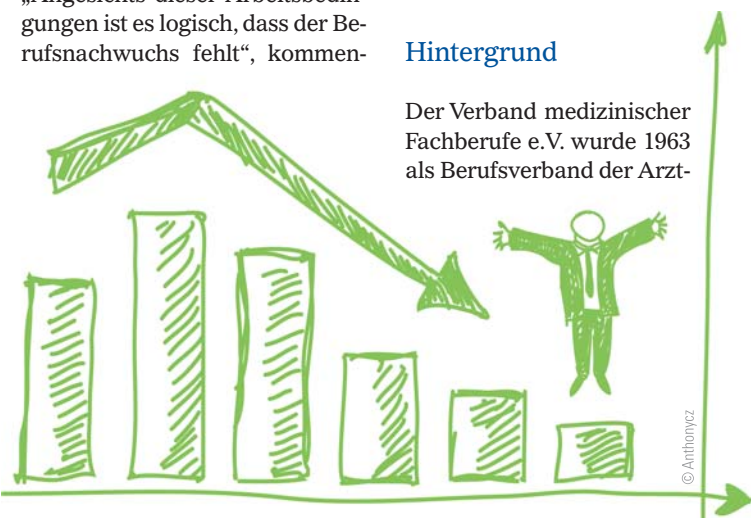 „Angesichts dieser Arbeitsbedin-
gungen ist es logisch, dass der Be-
rufsnachwuchs fehlt“, kommen-
Hintergrund
Der Verband medizinischer
Fachberufe e.V. wurde 1963
als Berufsverband der Arzt-
© Anthonycz